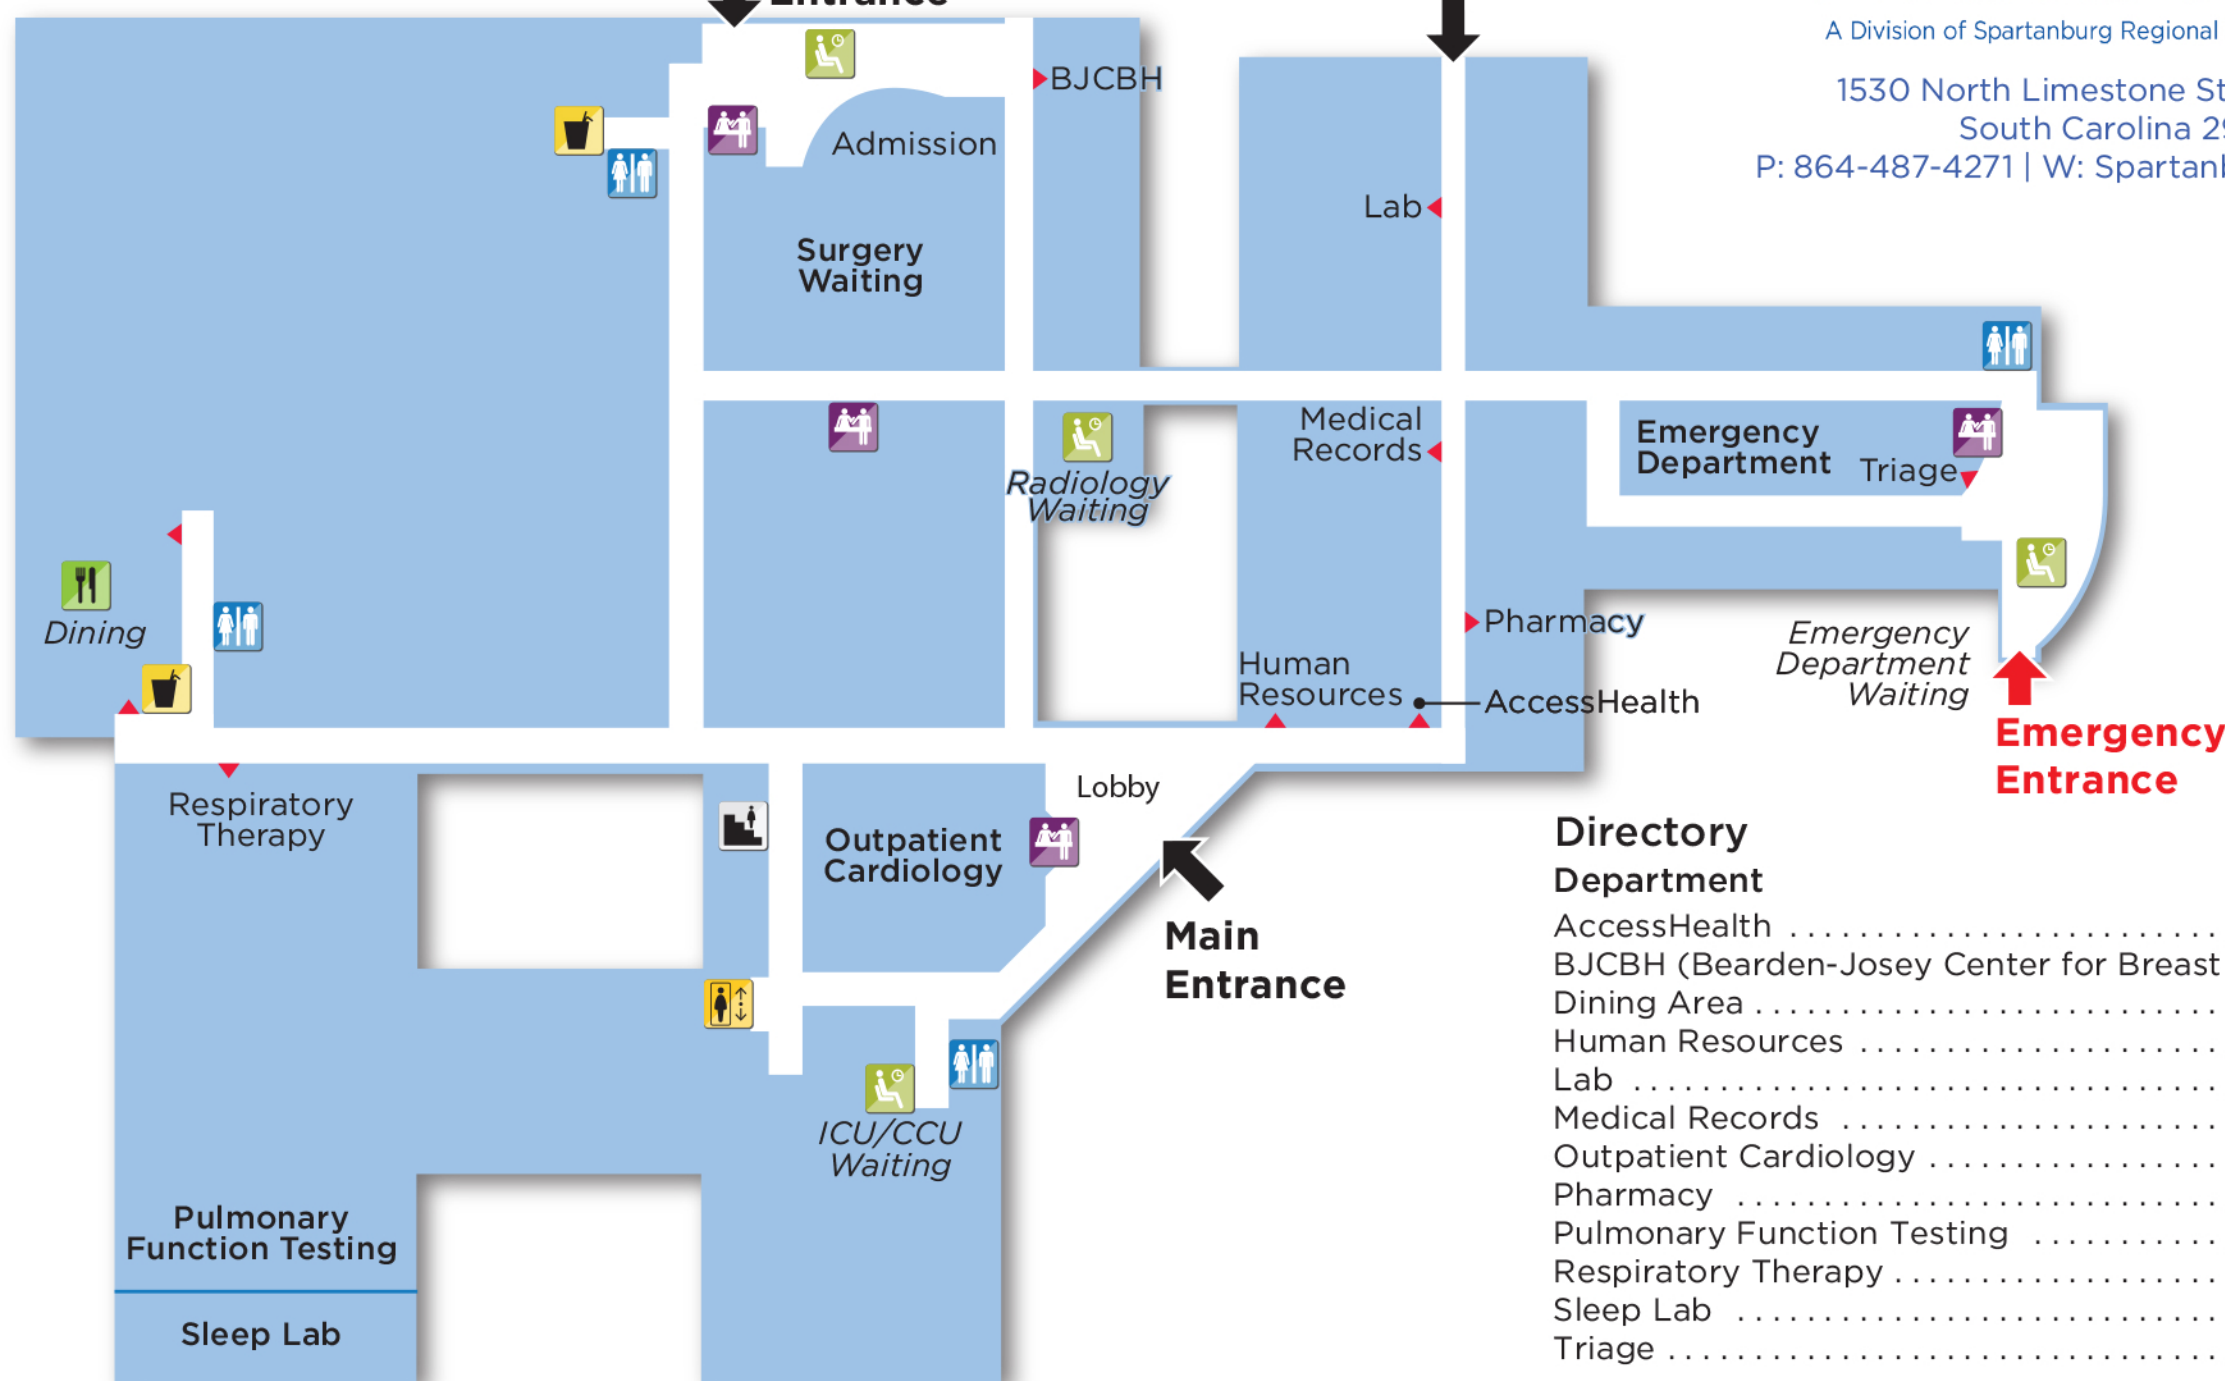 Entrance
A Division of Spartanburg Regional
1530 North Limestone St
South Carolina 29
P: 864-487-4271 | W: Spartanb
BJCBH
Admission
Lab
Surgery
Waiting
Medical
Records
Emergency
Department
Triage
Radiology
Waiting
Dining
Pharmacy
Emergency
Department
Waiting
Human
Resources
AccessHealth
Emergency
Entrance
Lobby
Respiratory
Therapy
Outpatient
Cardiology
Main
Entrance
ICU/CCU
Waiting
Pulmonary
Function Testing
Sleep Lab
Directory
Department
AccessHealth . . . . . . . . . . . . . . . . . . . . . . . . .
BJCBH (Bearden-Josey Center for Breast
Dining Area . . . . . . . . . . . . . . . . . . . . . . . . . . .
Human Resources . . . . . . . . . . . . . . . . . . . . .
Lab . . . . . . . . . . . . . . . . . . . . . . . . . . . . . . . . . .
Medical Records . . . . . . . . . . . . . . . . . . . . . .
Outpatient Cardiology . . . . . . . . . . . . . . . . .
Pharmacy . . . . . . . . . . . . . . . . . . . . . . . . . . . .
Pulmonary Function Testing . . . . . . . . . . .
Respiratory Therapy . . . . . . . . . . . . . . . . . . .
Sleep Lab . . . . . . . . . . . . . . . . . . . . . . . . . . . .
Triage . . . . . . . . . . . . . . . . . . . . . . . . . . . . . . . .